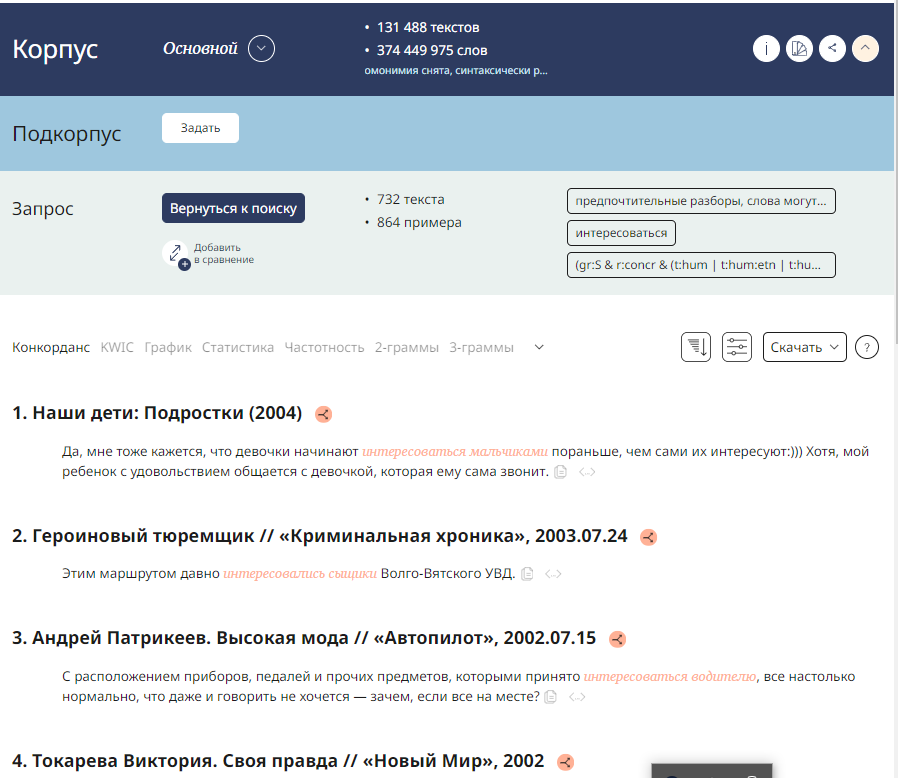 Корпус
Основной
• 131 488 текстов
• 374 449 975 слов
омонимия снята, синтаксически р...
i
Подкорпус
Задать
Запрос
Вернуться к поиску
Добавить
в сравнение
• 732 текста
• 864 примера
предпочтительные разборы, слова могут...
интересоваться
(gr:S & r:concr & (t:hum | t:hum:etn | t:hu...
Конкорданс KWIC График Статистика Частотность 2-граммы 3-граммы
Скачать
?
1. Наши дети: Подростки (2004)
Да, мне тоже кажется, что девочки начинают интересоваться мальчиками пораньше, чем сами их интересуют:))) Хотя, мой
ребенок с удовольствием общается с девочкой, которая ему сама звонит.
2. Героиновый тюремщик // «Криминальная хроника», 2003.07.24
Этим маршрутом давно интересовались сыщики Волго-Вятского УВД.
3. Андрей Патрикеев. Высокая мода // «Автопилот», 2002.07.15
С расположением приборов, педалей и прочих предметов, которыми принято интересоваться водителю, все настолько
нормально, что даже и говорить не хочется — зачем, если все на месте?
4. Токарева Виктория. Своя правда // «Новый Мир», 2002